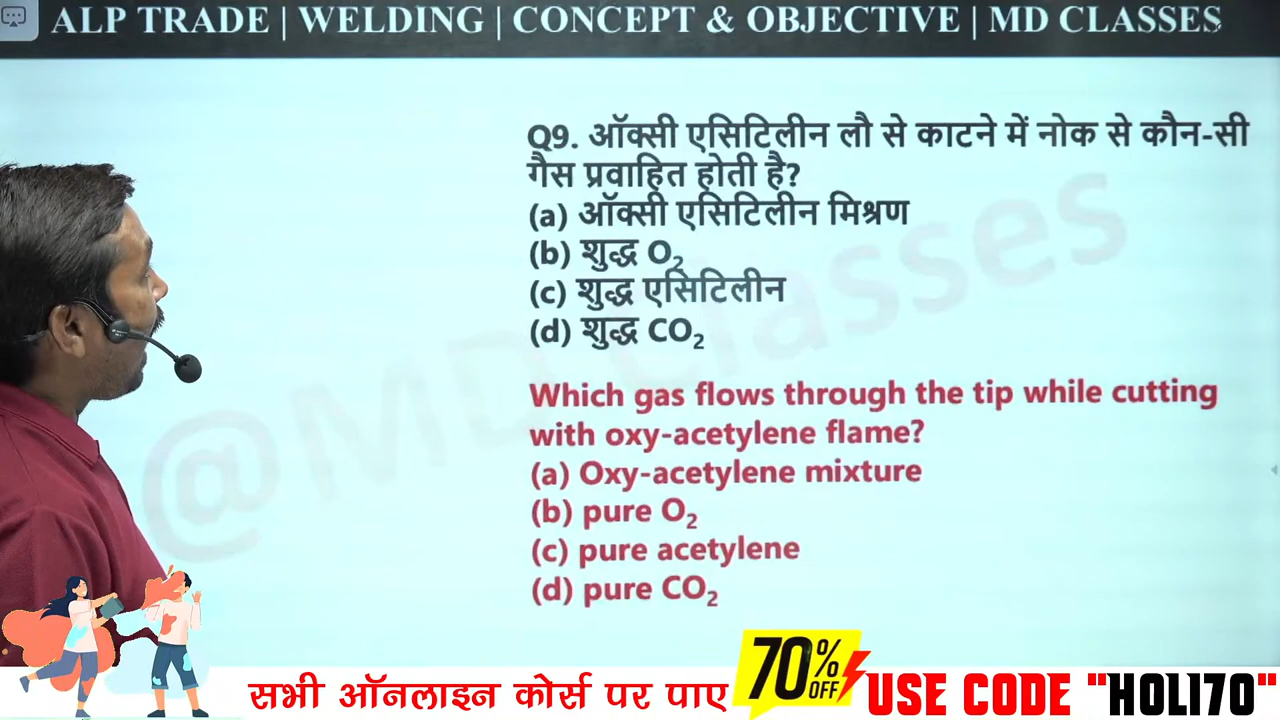 ALP TRADE | WELDING | CONCEPT & OBJECTIVE | MD CLASSES
Q9. ऑक्सी एसिटिलीन लौ से काटने में नोक से कौन-सी
गैस प्रवाहित होती है?
(a) ऑक्सी एसिटिलीन मिश्रण
(b) शुद्ध O₂
(c) शुद्ध एसिटिलीन
(d) शुद्ध CO₂
Which gas flows through the tip while cutting
with oxy-acetylene flame?
(a) Oxy-acetylene mixture
(b) pure O₂
(c) pure acetylene
(d) pure CO₂
@MD Classes
सभी ऑनलाइन कोर्स पर पाए 70% OFF USE CODE "HOLI70"